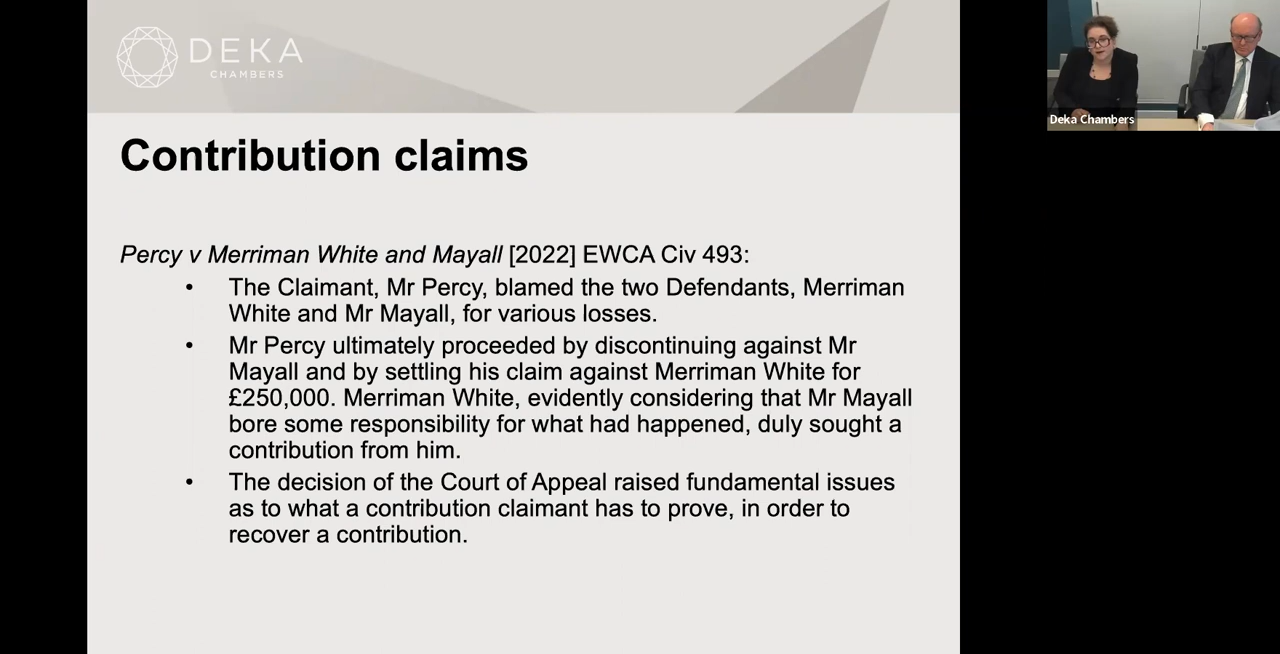 DEKA
CHAMBERS
Deka Chambers
Contribution claims
Percy v Merriman White and Mayall [2022] EWCA Civ 493:
• The Claimant, Mr Percy, blamed the two Defendants, Merriman
White and Mr Mayall, for various losses.
• Mr Percy ultimately proceeded by discontinuing against Mr
Mayall and by settling his claim against Merriman White for
£250,000. Merriman White, evidently considering that Mr Mayall
bore some responsibility for what had happened, duly sought a
contribution from him.
• The decision of the Court of Appeal raised fundamental issues
as to what a contribution claimant has to prove, in order to
recover a contribution.